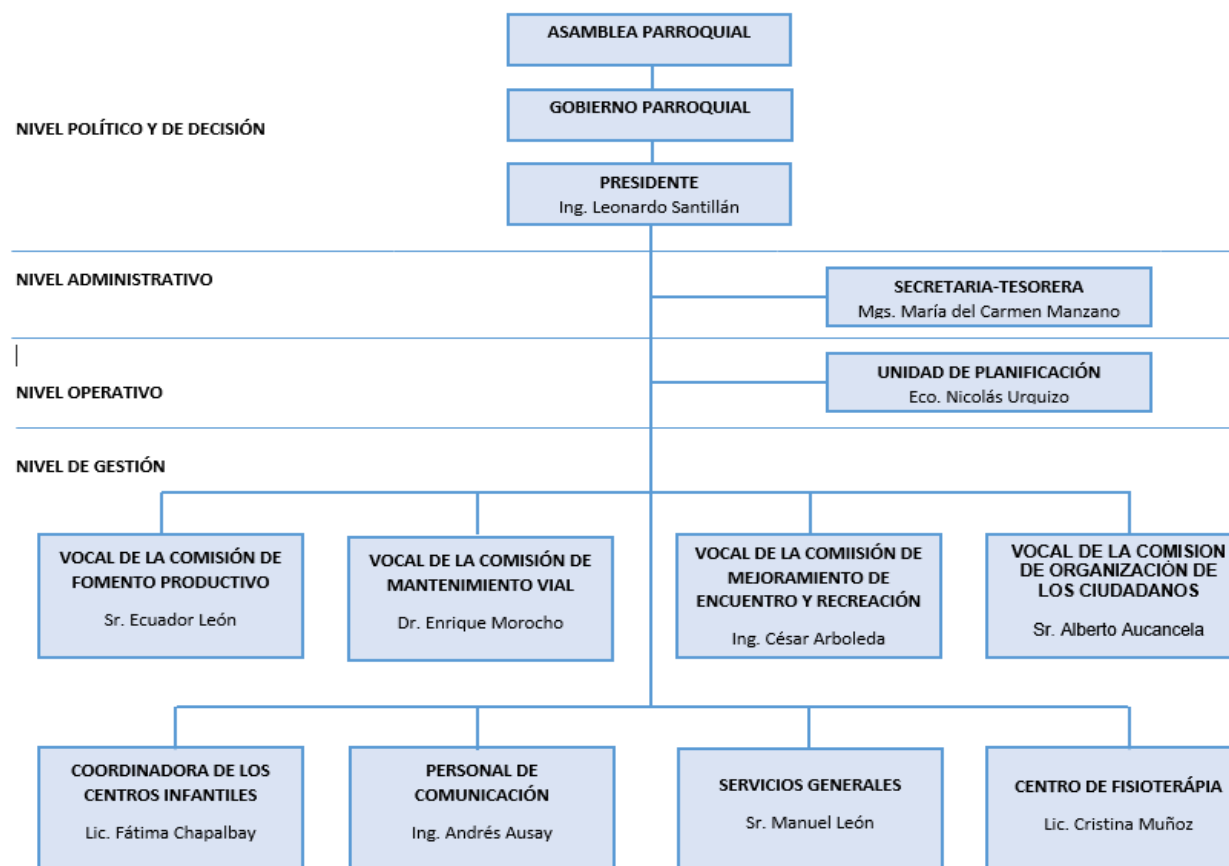 ASAMBLEA PARROQUIAL
GOBIERNO PARROQUIAL
NIVEL POLÍTICO Y DE DECISIÓN
PRESIDENTE
Ing. Leonardo Santillán
NIVEL ADMINISTRATIVO
SECRETARIA-TESORERA
Mgs. María del Carmen Manzano
UNIDAD DE PLANIFICACIÓN
Eco. Nicolás Urquizo
NIVEL OPERATIVO
NIVEL DE GESTIÓN
VOCAL DE LA COMISIÓN DE
FOMENTO PRODUCTIVO
Sr. Ecuador León
VOCAL DE LA COMISIÓN DE
MANTENIMIENTO VIAL
Dr. Enrique Morocho
VOCAL DE LA COMIISIÓN DE
MEJORAMIENTO DE
ENCUENTRO Y RECREACIÓN
Ing. César Arboleda
VOCAL DE LA COMISION
DE ORGANIZACIÓN DE
LOS CIUDADANOS
Sr. Alberto Aucancela
COORDINADORA DE LOS
CENTROS INFANTILES
Lic. Fátima Chapalbay
PERSONAL DE
COMUNICACIÓN
Ing. Andrés Ausay
SERVICIOS GENERALES
Sr. Manuel León
CENTRO DE FISIOTERÁPIA
Lic. Cristina Muñoz